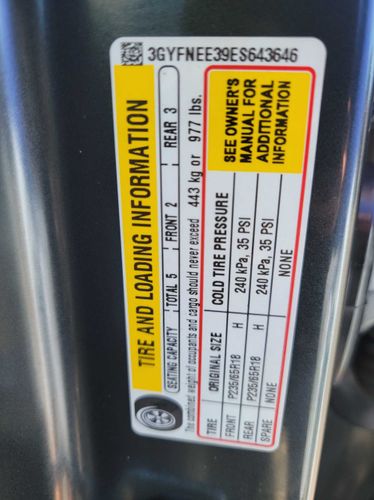 3GYFNEE39ES643646
TIRE AND LOADING INFORMATION
SEATING CAPACITY TOTAL 5 FRONT 2 REAR 3
The combined weight of occupants and cargo should never exceed 443 kg or 977 lbs.
TIRE ORIGINAL SIZE COLD TIRE PRESSURE
FRONT P235/65R18 H 240 kPa, 35 PSI
REAR P235/65R18 H 240 kPa, 35 PSI
SPARE NONE NONE
SEE OWNER'S
MANUAL FOR
ADDITIONAL
INFORMATION